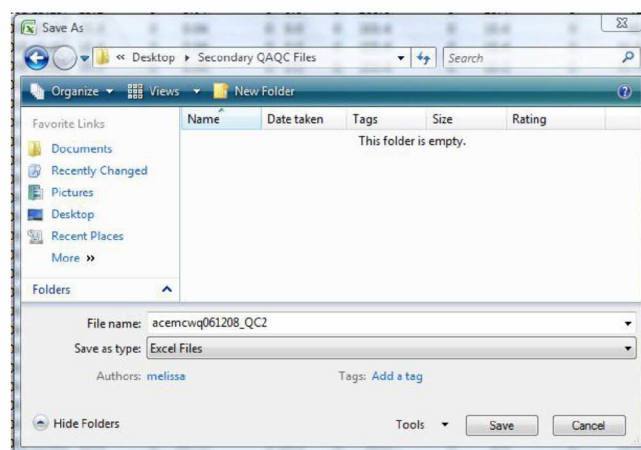 Save As
« Desktop ▸ Secondary QAQC Files Search
Organize Views New Folder
Favorite Links
Documents
Recently Changed
Pictures
Desktop
Recent Places
More »
Folders
Name Date taken Tags Size Rating
This folder is empty.
File name: acemcwq061208_QC2
Save as type: Excel Files
Authors: melissa Tags: Add a tag
Hide Folders Tools Save Cancel